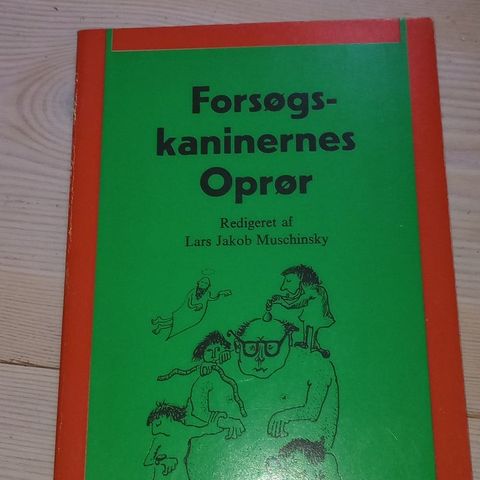 Forsøgs-
kaninernes
Oprør
Redigeret af
Lars Jakob Muschinsky